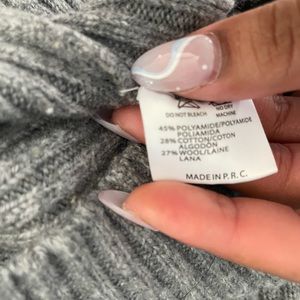 DO NOT BLEACH
NO DRY
MACHINE
45% POLYAMIDE/POLYAMIDE
POLIAMIDA
28% COTTON/COTON
ALGODÓN
27% WOOL/LAINE
LANA
MADE IN P.R.C.